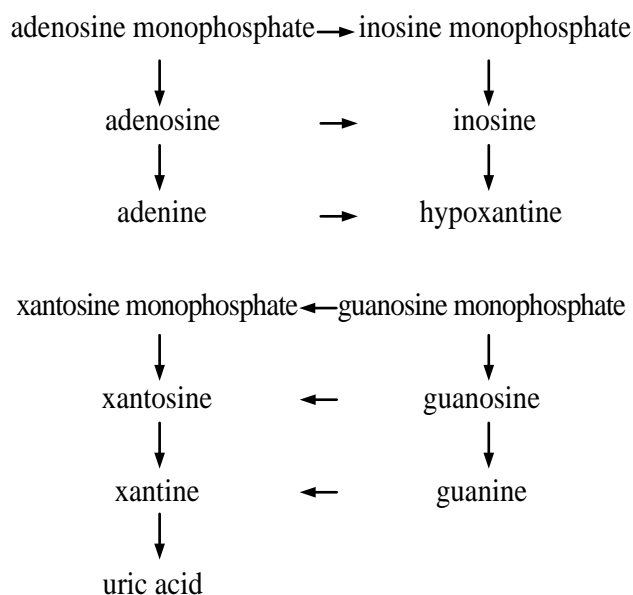 adenosine monophosphate inosine monophosphate
adenosine inosine
adenine hypoxantine
xantosine monophosphate guanosine monophosphate
xantosine guanosine
xantine guanine
uric acid